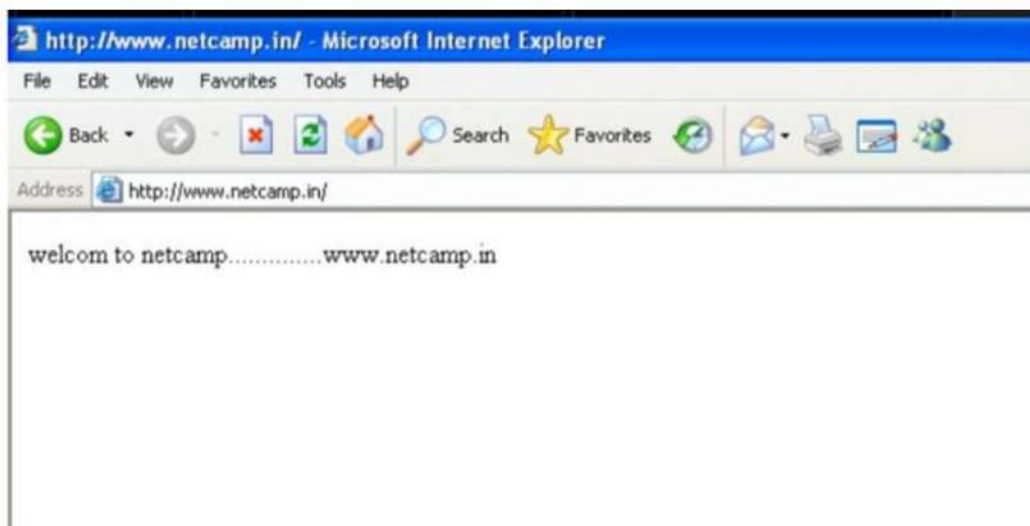 http://www.netcamp.in/ - Microsoft Internet Explorer
File Edit View Favorites Tools Help
Back Search Favorites
Address http://www.netcamp.in/
welcom to netcamp..............www.netcamp.in